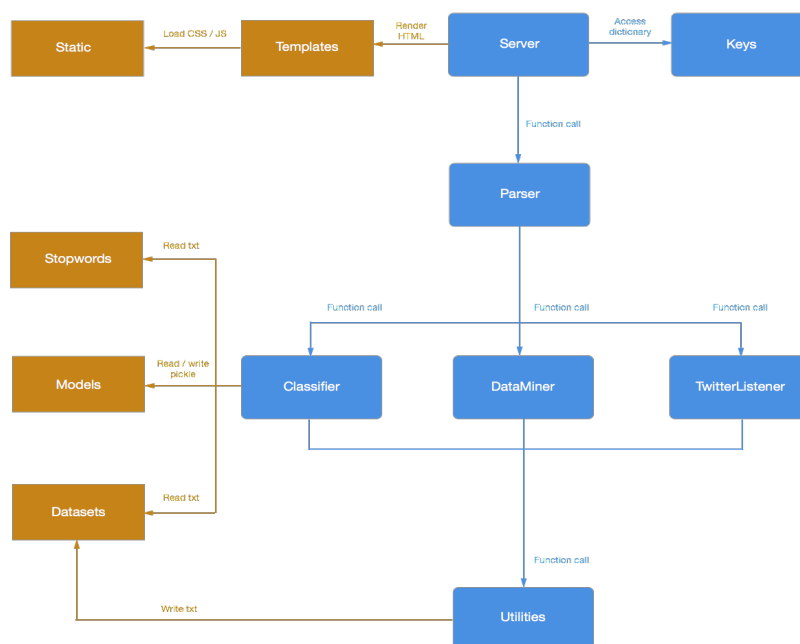 Static
Load CSS / JS
Templates
Render
HTML
Server
Access
dictionary
Keys
Function call
Parser
Stopwords
Read txt
Function call
Function call
Function call
Models
Read / write
pickle
Classifier
DataMiner
TwitterListener
Datasets
Read txt
Function call
Write txt
Utilities